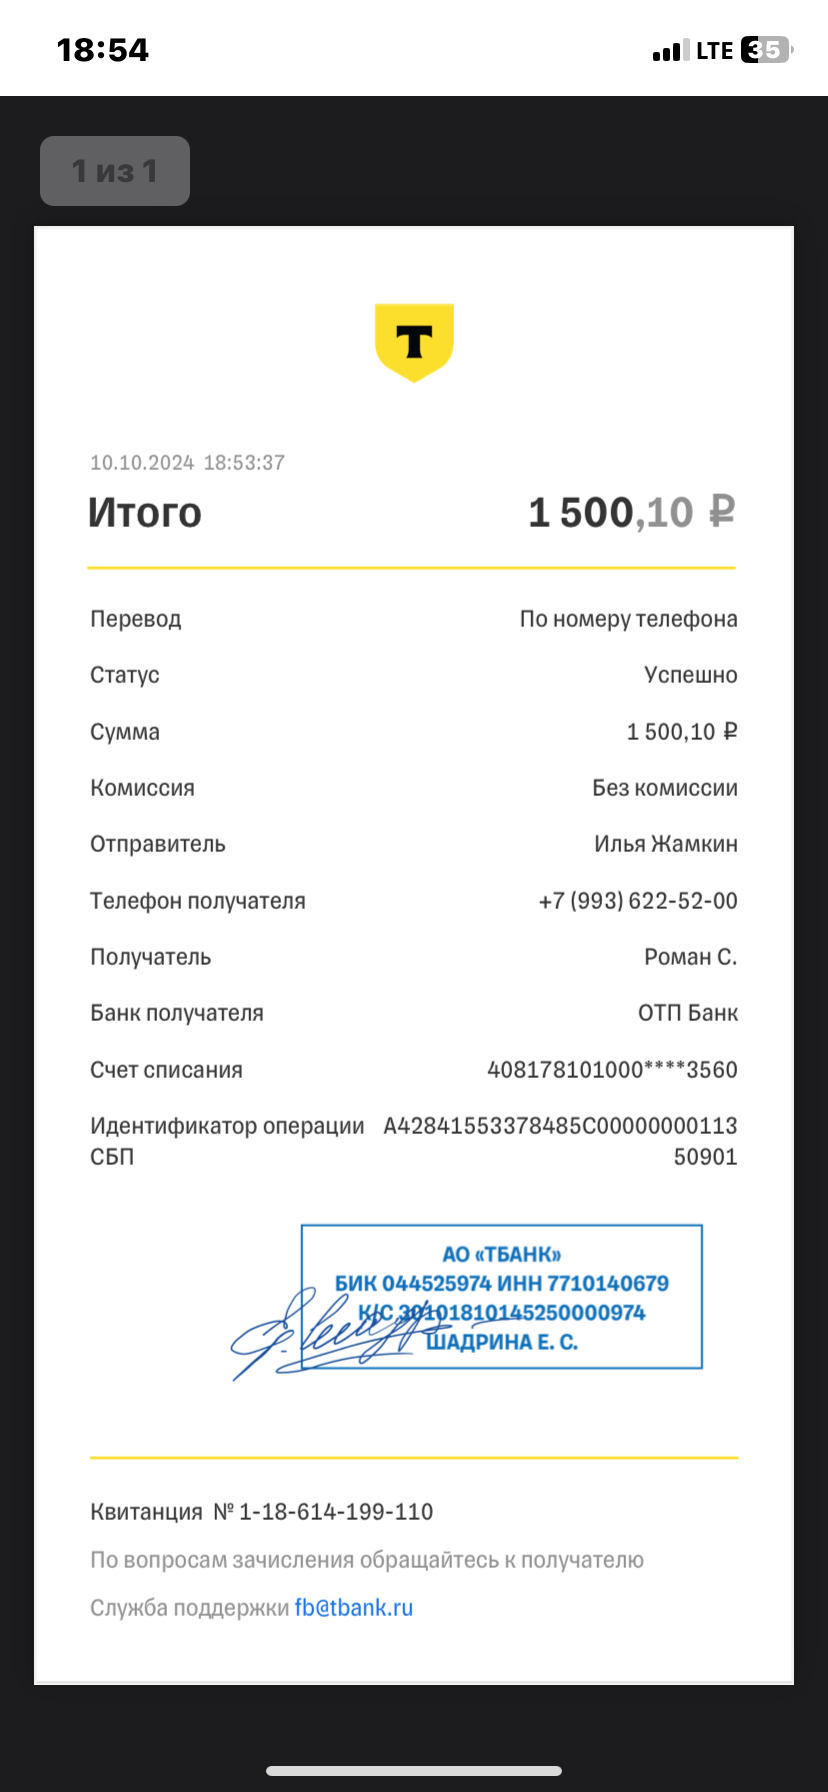 18:54
LTE 35
1 из 1
Т
10.10.2024 18:53:37
Итого 1 500,10 ₽
Перевод По номеру телефона
Статус Успешно
Сумма 1 500,10 ₽
Комиссия Без комиссии
Отправитель Илья Жамкин
Телефон получателя +7 (993) 622-52-00
Получатель Роман С.
Банк получателя ОТП Банк
Счет списания 408178101000****3560
Идентификатор операции A42841553378485C00000000113
СБП 50901
АО «ТБАНК»
БИК 044525974 ИНН 7710140679
К/С 30101810145250000974
ШАДРИНА Е. С.
Квитанция № 1-18-614-199-110
По вопросам зачисления обращайтесь к получателю
Служба поддержки fb@tbank.ru